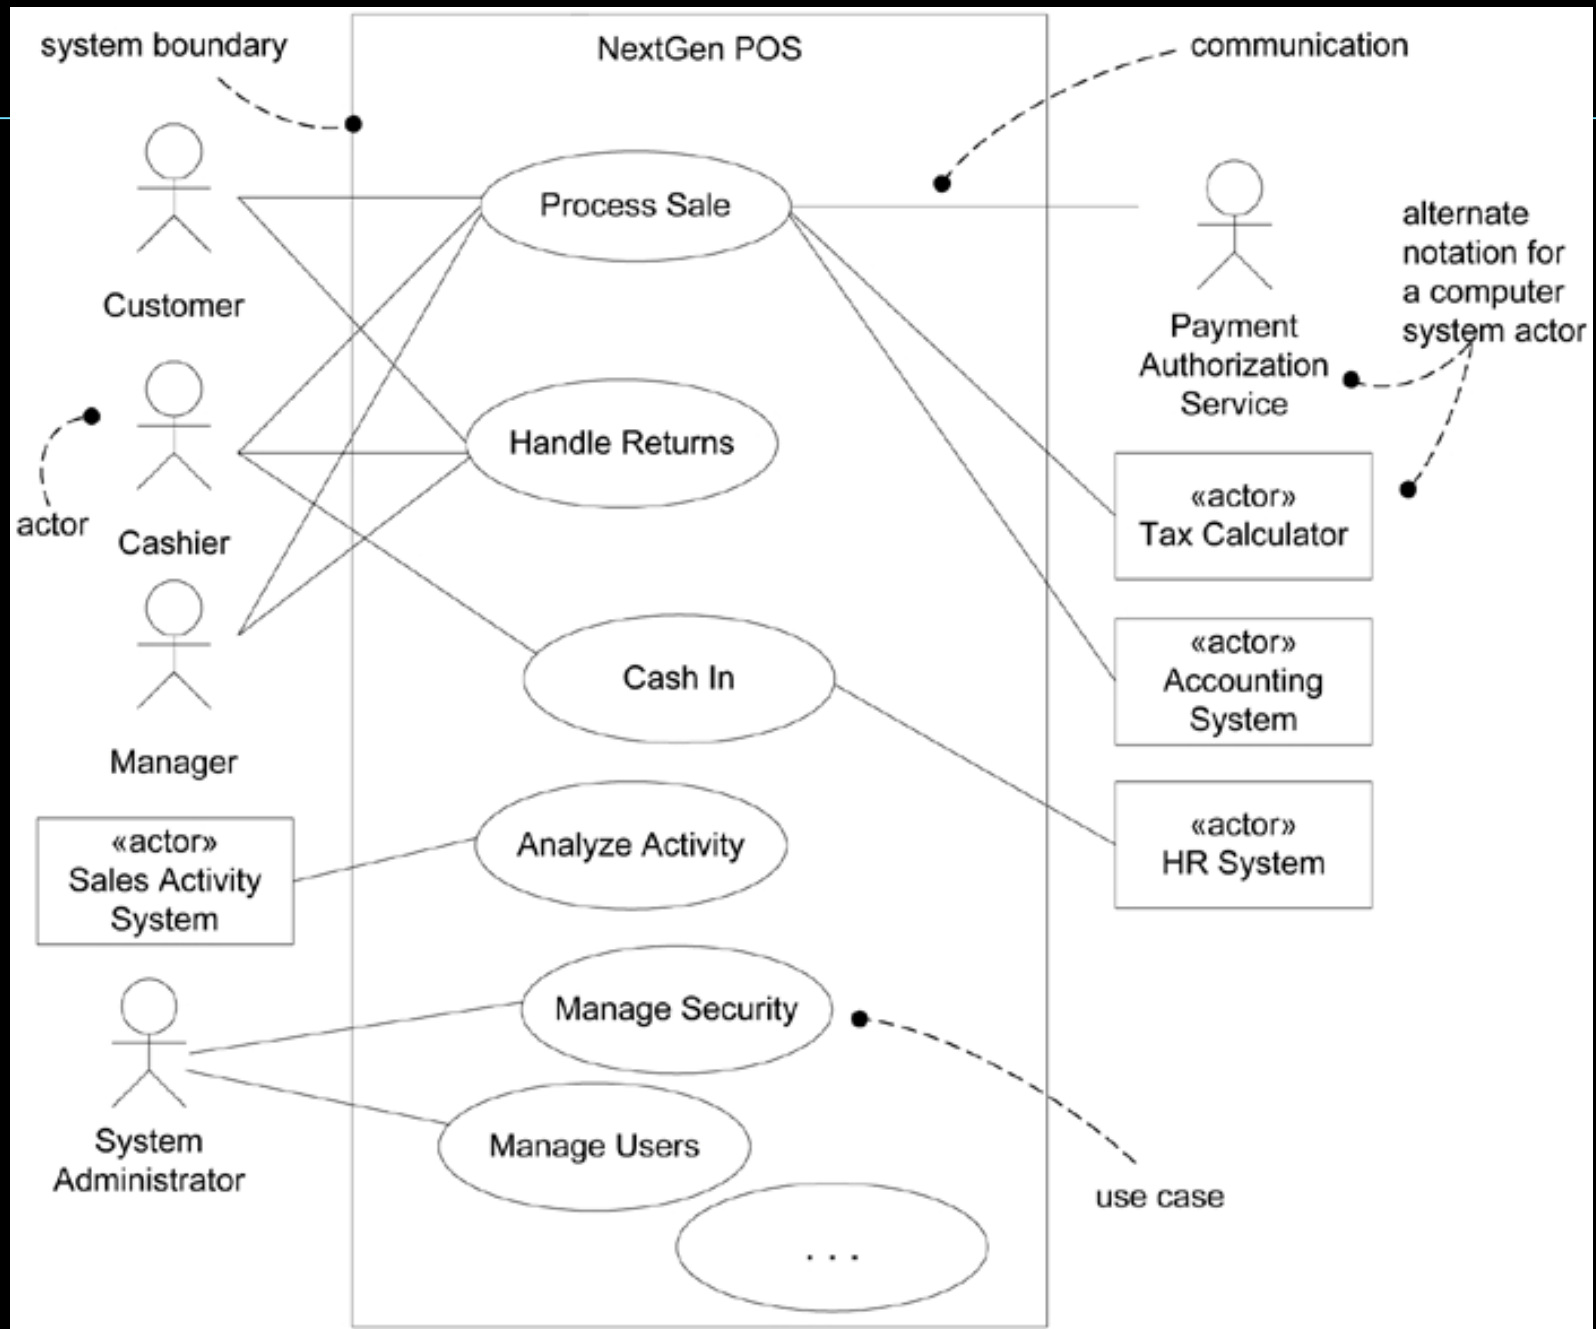 system boundary
NextGen POS
communication
Process Sale
Customer
alternate
notation for
a computer
system actor
Payment
Authorization
Service
actor
Cashier
Handle Returns
«actor»
Tax Calculator
Manager
Cash In
«actor»
Accounting
System
«actor»
Sales Activity
System
Analyze Activity
«actor»
HR System
System
Administrator
Manage Security
Manage Users
use case
. . .